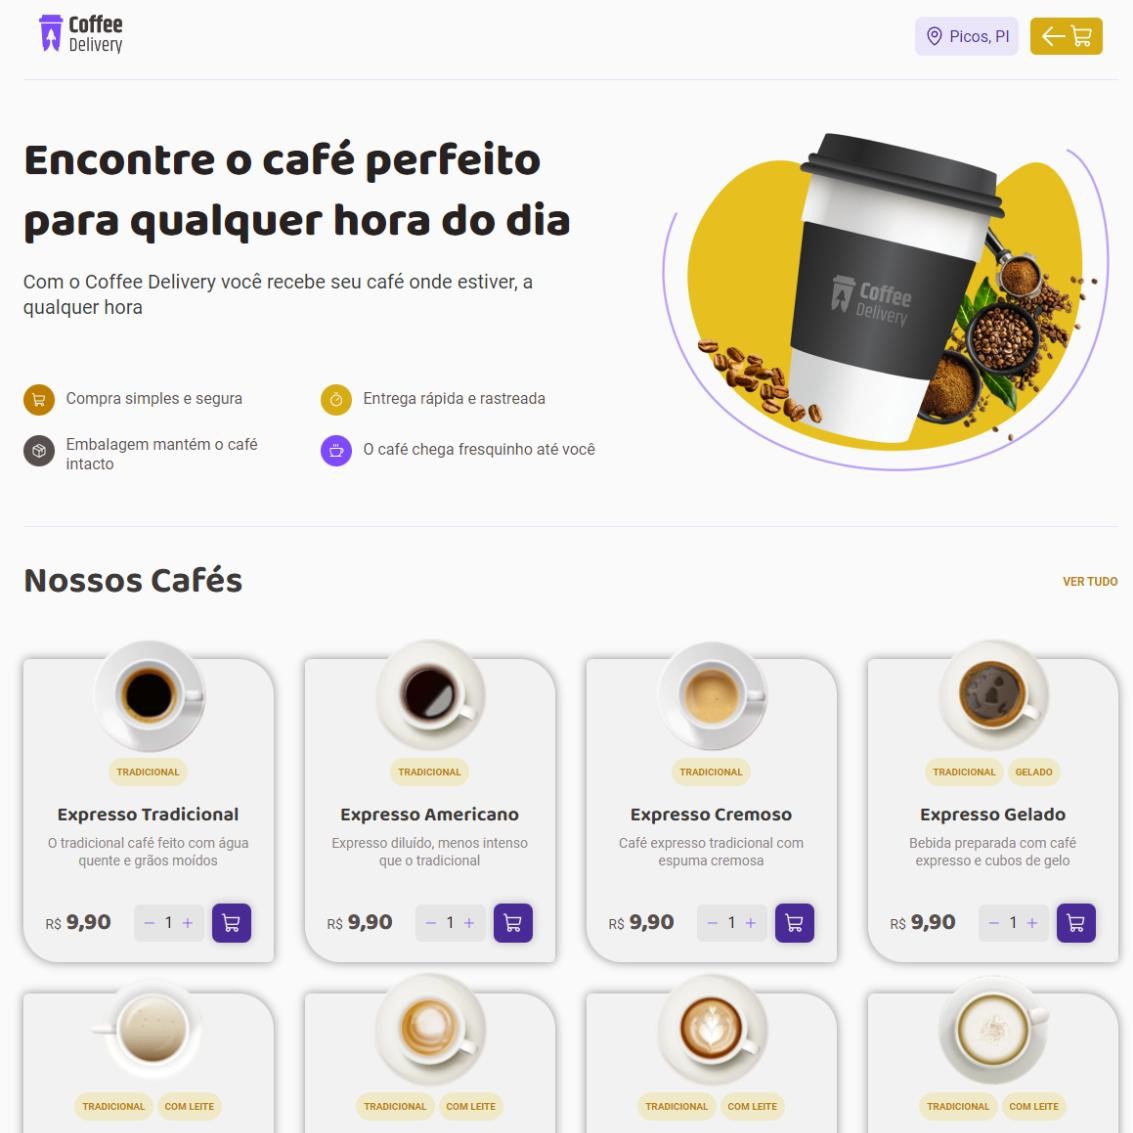 Coffee
Delivery
Picos, PI
Encontre o café perfeito
para qualquer hora do dia
Com o Coffee Delivery você recebe seu café onde estiver, a
qualquer hora
Coffee
Delivery
Compra simples e segura
Entrega rápida e rastreada
Embalagem mantém o café
intacto
O café chega fresquinho até você
Nossos Cafés
VER TUDO
TRADICIONAL
Expresso Tradicional
O tradicional café feito com água
quente e grãos moídos
R$ 9,90
1
TRADICIONAL
Expresso Americano
Expresso diluído, menos intenso
que o tradicional
R$ 9,90
1
TRADICIONAL
Expresso Cremoso
Café expresso tradicional com
espuma cremosa
R$ 9,90
1
TRADICIONAL GELADO
Expresso Gelado
Bebida preparada com café
expresso e cubos de gelo
R$ 9,90
1
TRADICIONAL COM LEITE
TRADICIONAL COM LEITE
TRADICIONAL COM LEITE
TRADICIONAL COM LEITE